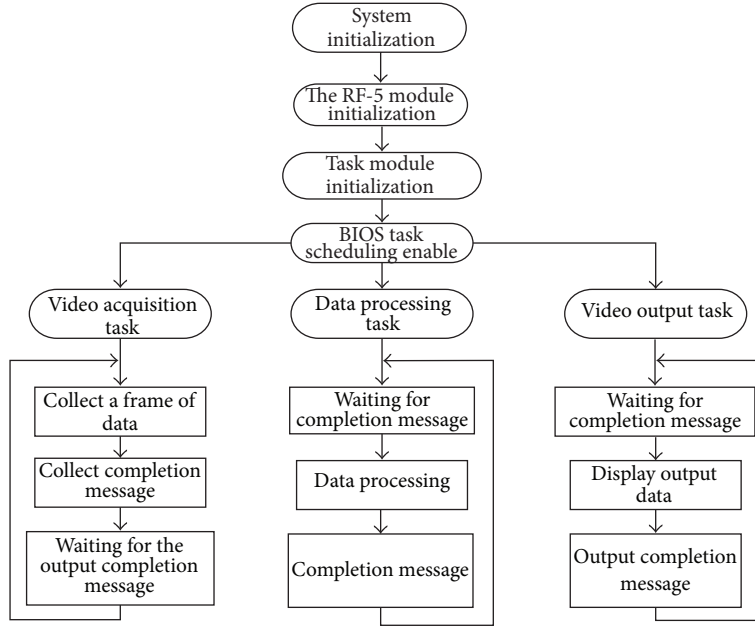 System
initialization
The RF-5 module
initialization
Task module
initialization
BIOS task
scheduling enable
Video acquisition
task
Collect a frame of
data
Collect completion
message
Waiting for the
output completion
message
Data processing
task
Waiting for
completion message
Data processing
Completion message
Video output task
Waiting for
completion message
Display output
data
Output completion
message